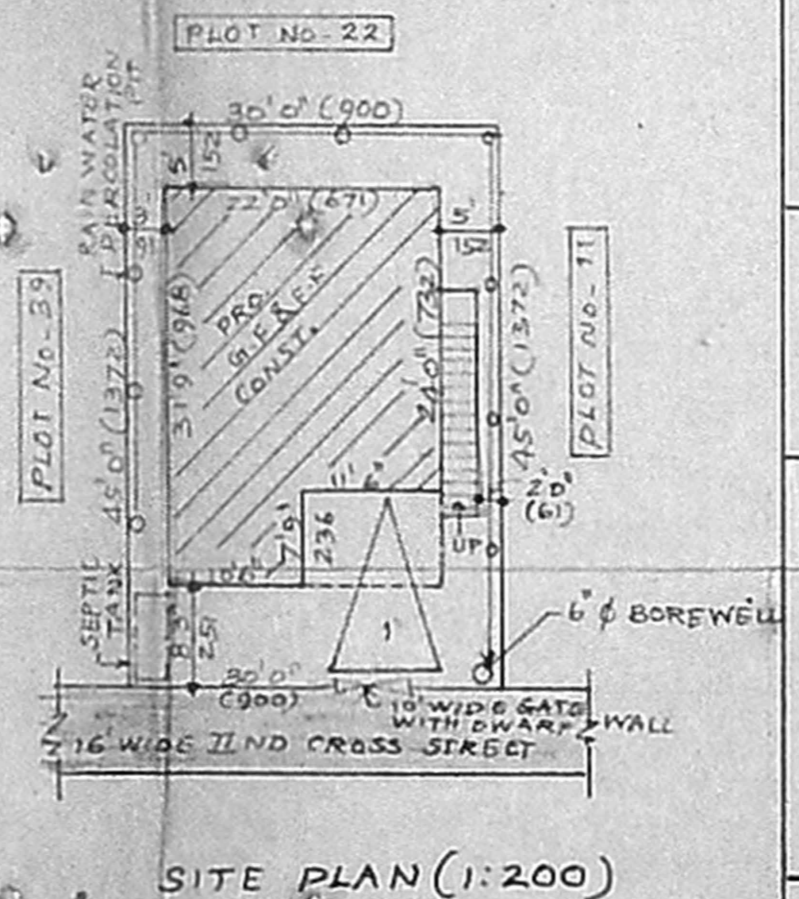 PLOT NO-22
RAIN WATER
PERCOLATION
PIT
30'0" (900)
5'
152
22'0" (671)
3'
91
5'
152
PLOT NO-39
45'0" (1372)
31'9" (968)
PRO.
G.F & F.F
CONST.
24'0" (732)
45'0" (1372)
PLOT NO-11
11'6"
7'9"
236
2'0"
(61)
UP
10'6"
SEPTIC
TANK
8'3"
251
1
6" ϕ BOREWELL
30'0"
(900)
10' WIDE GATE
WITH DWARF WALL
16' WIDE II ND CROSS STREET
SITE PLAN (1:200)